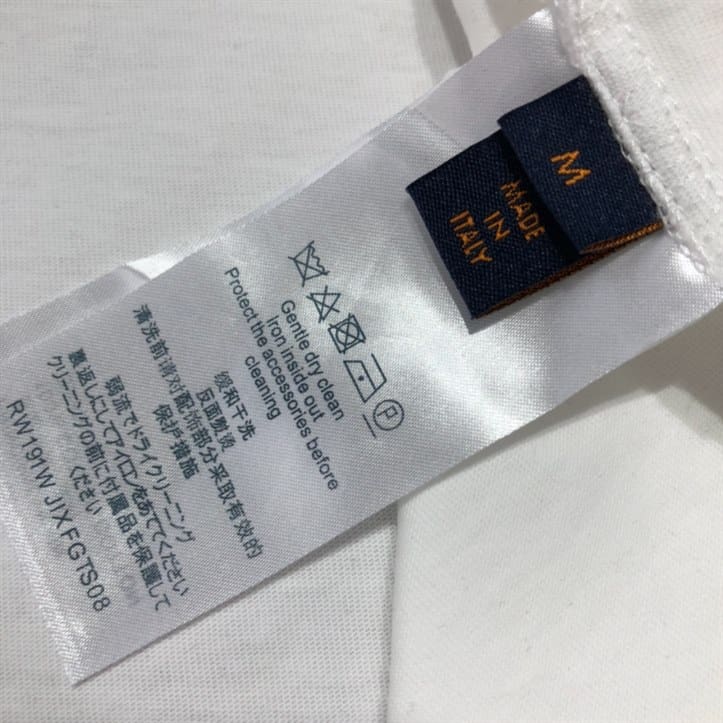 M
MADE
IN
ITALY
P
Gentle dry clean
Iron inside out
Protect the accessories before
cleaning
缓和干洗
反面熨烫
清洗前请对配饰部分采取有效的
保护措施
弱流でドライクリーニング
裏返しにしてアイロンをあててください
クリーニングの前に付属品を保護して
ください
RW191W JIX FGTS08